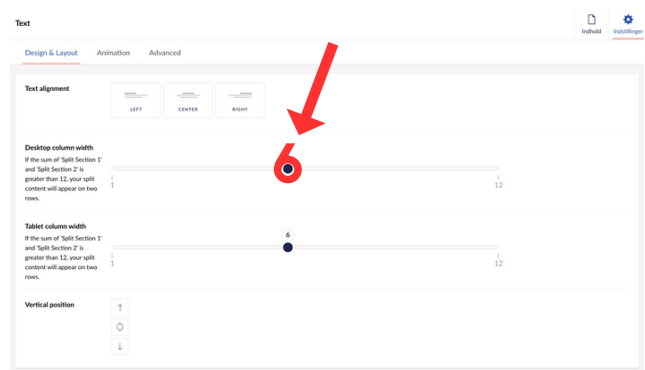 Text
Indhold
Indstillinger
Design & Layout
Animation
Advanced
Text alignment
LEFT
CENTER
RIGHT
Desktop column width
If the sum of 'Split Section 1'
and 'Split Section 2' is
greater than 12, your split
content will appear on two
rows.
6
1
12
Tablet column width
If the sum of 'Split Section 1'
and 'Split Section 2' is
greater than 12, your split
content will appear on two
rows.
6
1
12
Vertical position